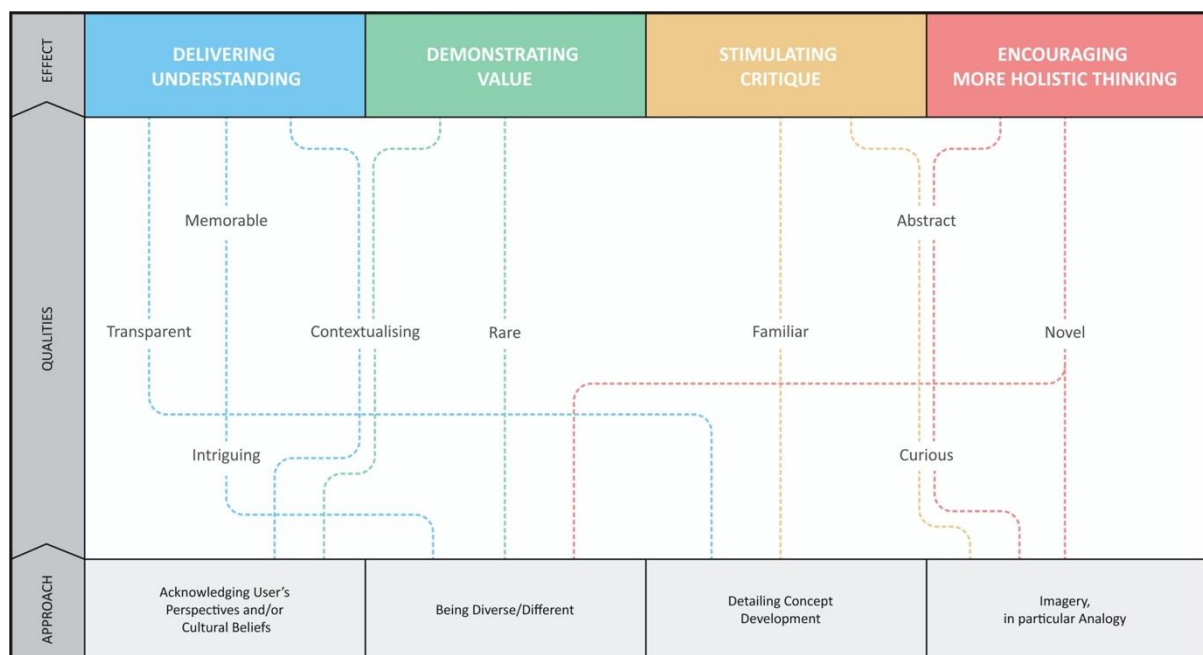 EFFECT
DELIVERING
UNDERSTANDING
DEMONSTRATING
VALUE
STIMULATING
CRITIQUE
ENCOURAGING
MORE HOLISTIC THINKING
QUALITIES
Memorable
Abstract
Transparent
Contextualising
Rare
Familiar
Novel
Intriguing
Curious
APPROACH
Acknowledging User's
Perspectives and/or
Cultural Beliefs
Being Diverse/Different
Detailing Concept
Development
Imagery,
in particular Analogy